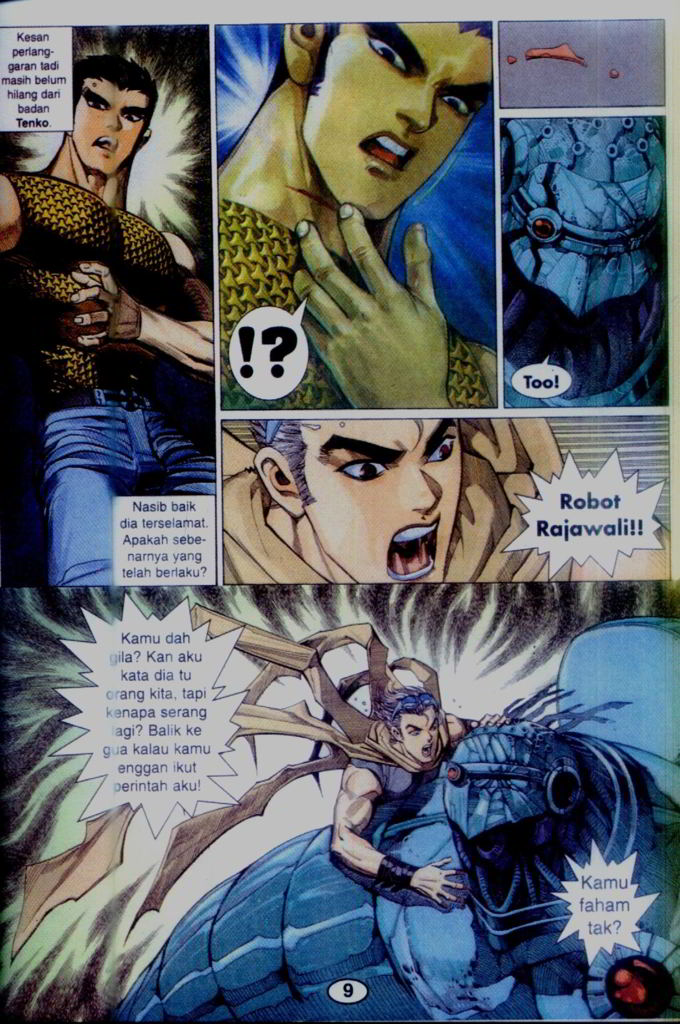 Kesan
perlang-
garan tadi
masih belum
hilang dari
badan
Tenko.
Nasib baik
dia terselamat.
Apakah sebe-
narnya yang
telah berlaku?
!?
Too!
Robot
Rajawali!!
Kamu dah
gila? Kan aku
kata dia tu
orang kita, tapi
kenapa serang
lagi? Balik ke
gua kalau kamu
enggan ikut
perintah aku!
Kamu
faham
tak?
9